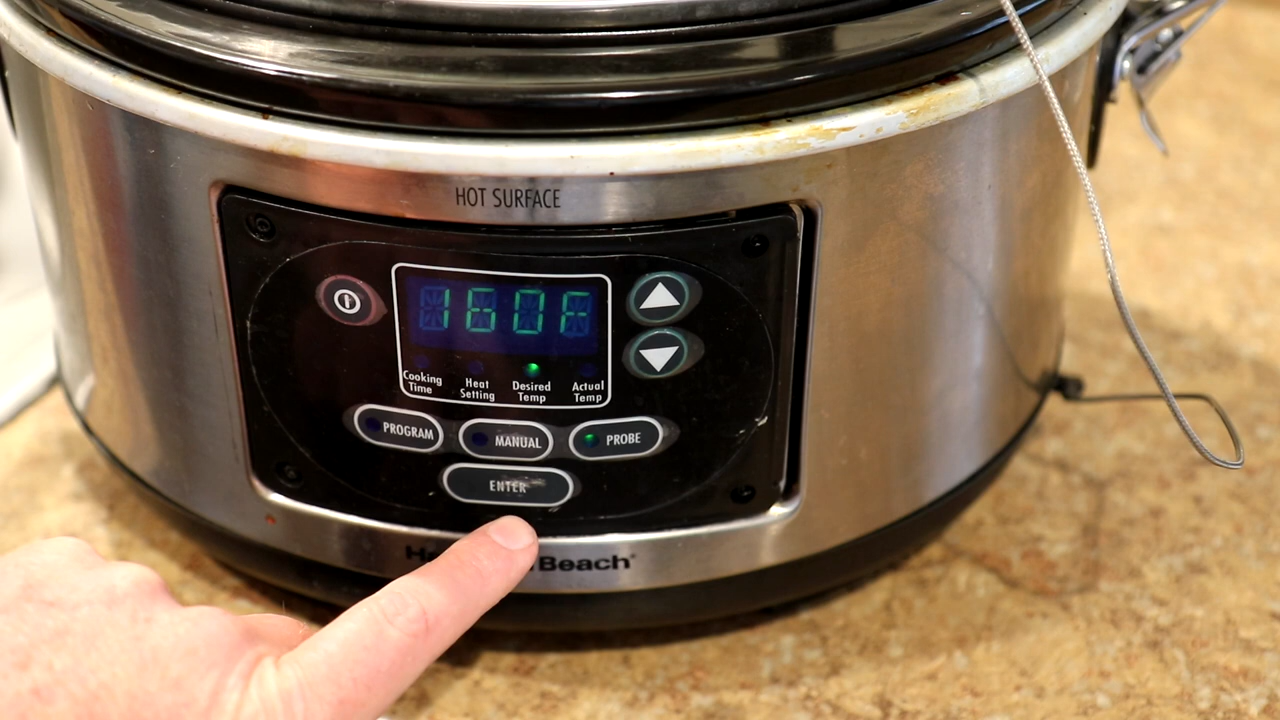 HOT SURFACE
160F
Cooking Time
Heat Setting
Desired Temp
Actual Temp
PROGRAM
MANUAL
PROBE
ENTER
Beach